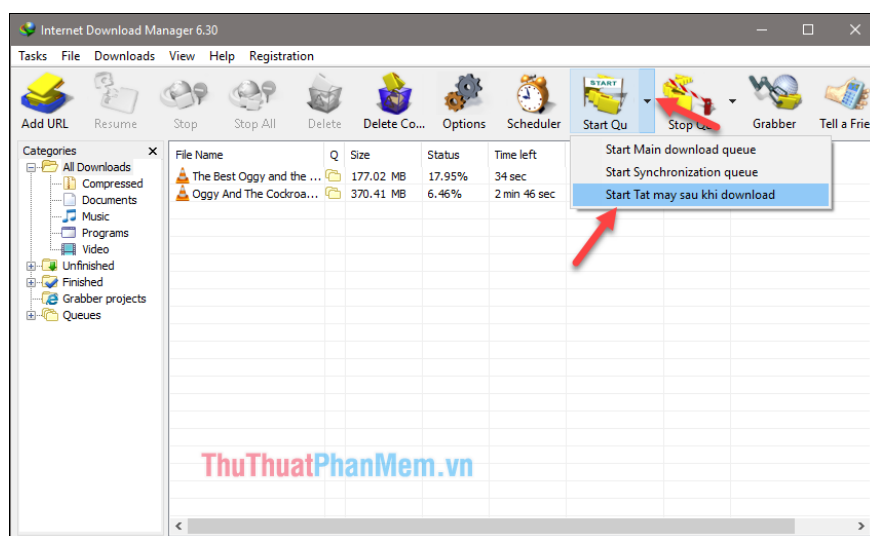 Internet Download Manager 6.30
Tasks File Downloads View Help Registration
START
Add URL Resume Stop Stop All Delete Delete Co... Options Scheduler Start Qu Stop Qu Grabber Tell a Frie
Categories
All Downloads
Compressed
Documents
Music
Programs
Video
Unfinished
Finished
Grabber projects
Queues
File Name Q Size Status Time left
The Best Oggy and the ... 177.02 MB 17.95% 34 sec
Oggy And The Cockroa... 370.41 MB 6.46% 2 min 46 sec
Start Main download queue
Start Synchronization queue
Start Tat may sau khi download
ThuThuatPhanMem.vn